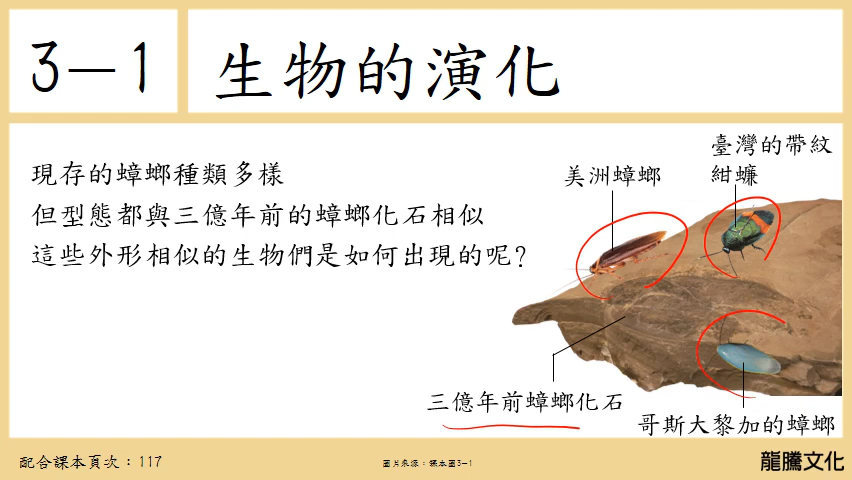 3－1
生物的演化
現存的蟑螂種類多樣
但型態都與三億年前的蟑螂化石相似
這些外形相似的生物們是如何出現的呢？
美洲蟑螂
臺灣的帶紋
紺蠊
三億年前蟑螂化石
哥斯大黎加的蟑螂
配合課本頁次：117
圖片來源：課本圖3-1
龍騰文化